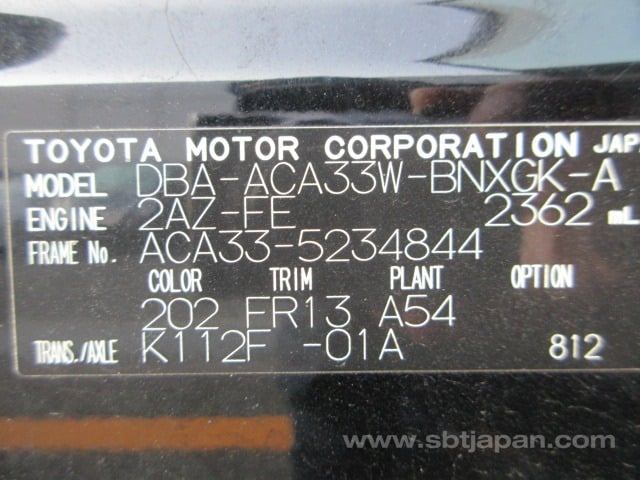 TOYOTA MOTOR CORPORATION JAP
MODEL DBA-ACA33W-BNXGK-A
ENGINE 2AZ-FE 2362 mL
FRAME No. ACA33-5234844
COLOR TRIM PLANT OPTION
202 FR13 A54
TRANS./AXLE K112F -01A 812
www.sbtjapan.com